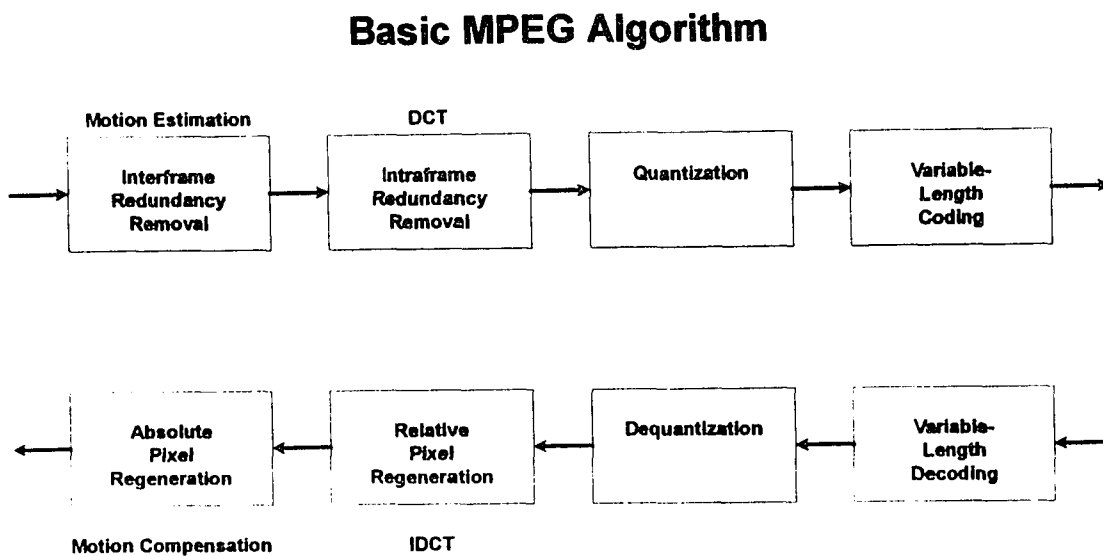 Basic MPEG Algorithm
Motion Estimation
DCT
Interframe
Redundancy
Removal
Intraframe
Redundancy
Removal
Quantization
Variable-
Length
Coding
Absolute
Pixel
Regeneration
Relative
Pixel
Regeneration
Dequantization
Variable-
Length
Decoding
Motion Compensation
IDCT